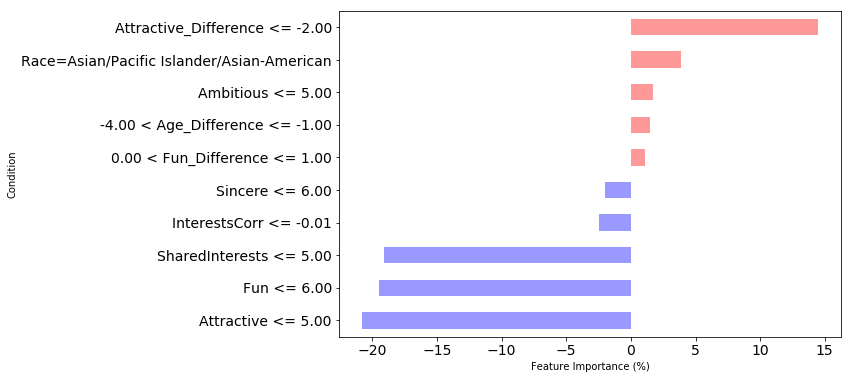 Attractive_Difference <= -2.00
Race=Asian/Pacific Islander/Asian-American
Ambitious <= 5.00
-4.00 < Age_Difference <= -1.00
0.00 < Fun_Difference <= 1.00
Sincere <= 6.00
InterestsCorr <= -0.01
SharedInterests <= 5.00
Fun <= 6.00
Attractive <= 5.00
Condition
−20 −15 −10 −5 0 5 10 15
Feature Importance (%)